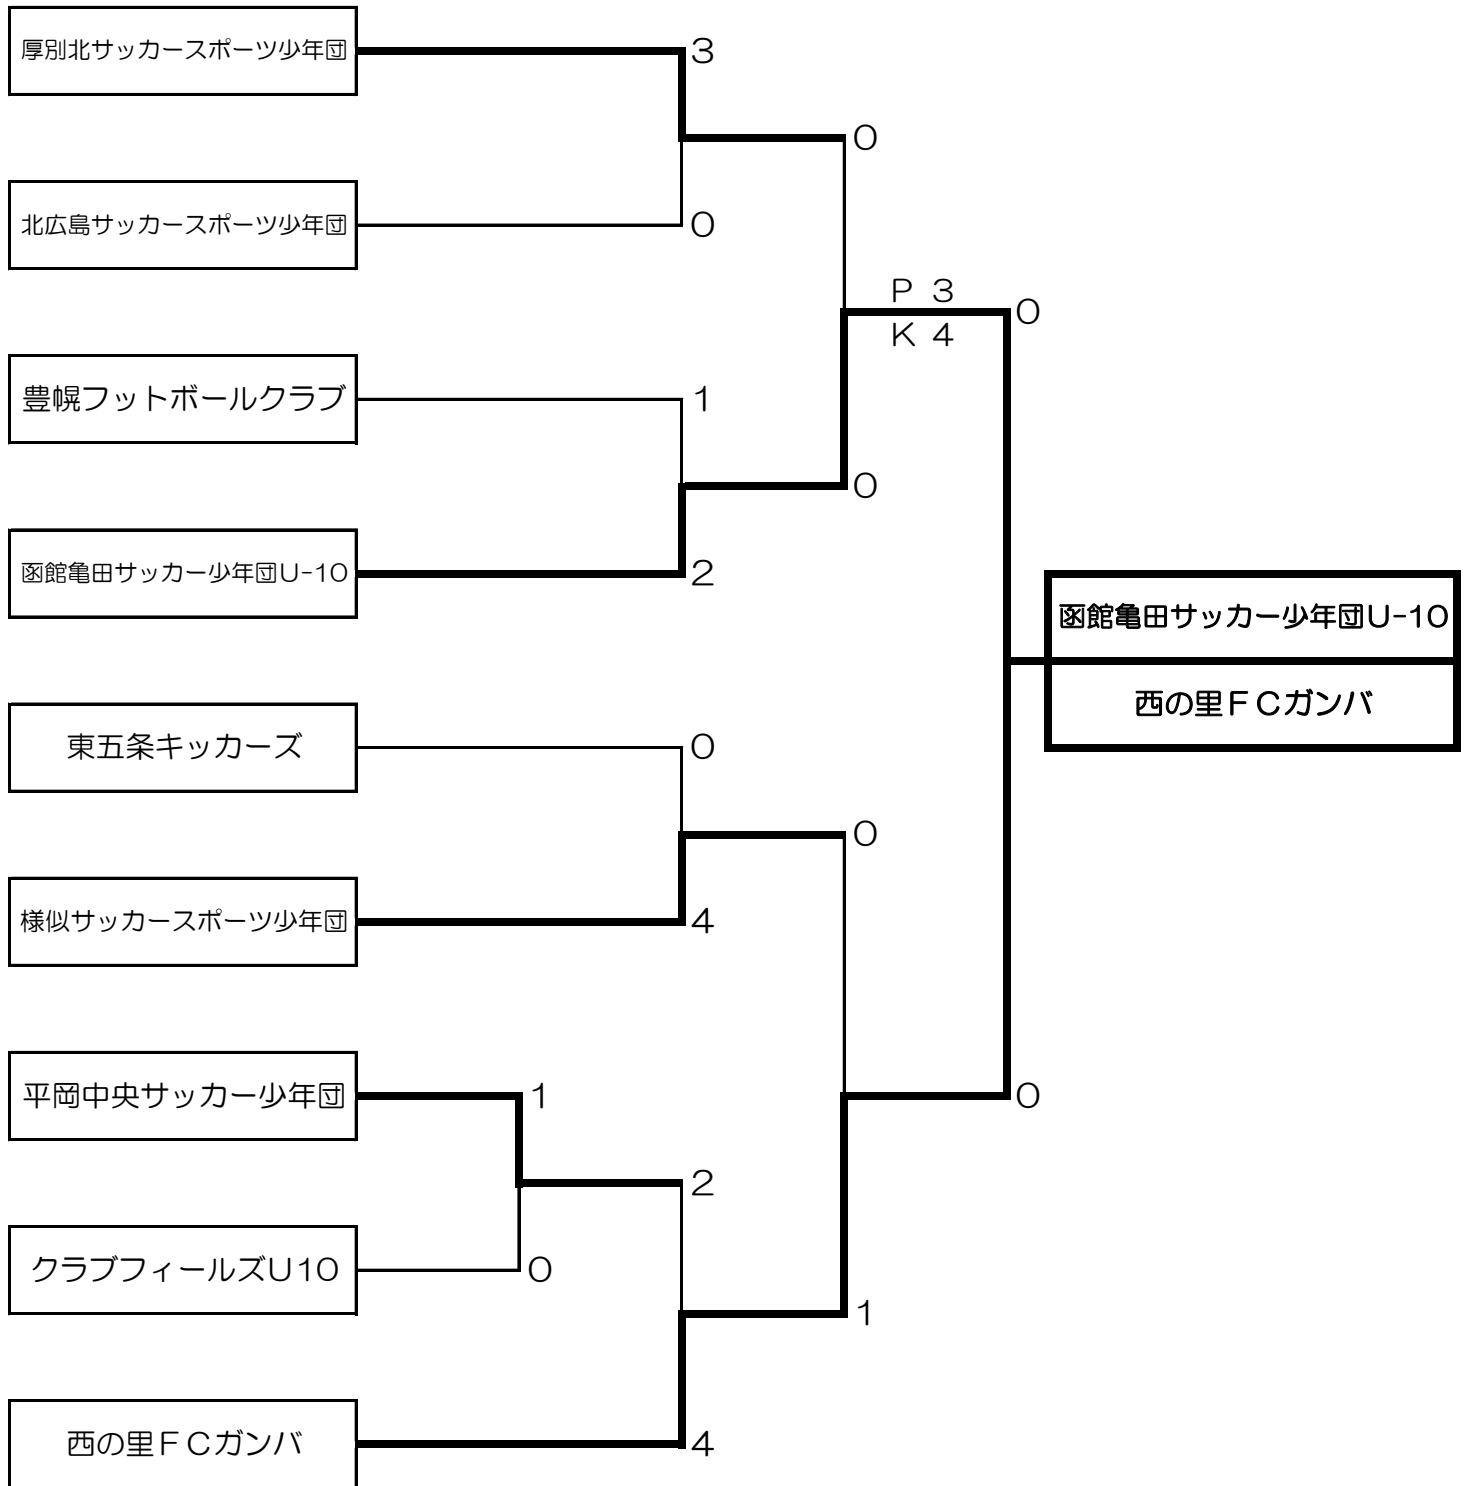 厚別北サッカースポーツ少年団
3
0
北広島サッカースポーツ少年団
0
P 3
K 4
0
豊幌フットボールクラブ
1
0
函館亀田サッカー少年団U-10
2
函館亀田サッカー少年団U-10
西の里FCガンバ
東五条キッカーズ
0
0
様似サッカースポーツ少年団
4
平岡中央サッカー少年団
1
0
2
クラブフィールズU10
0
1
西の里FCガンバ
4